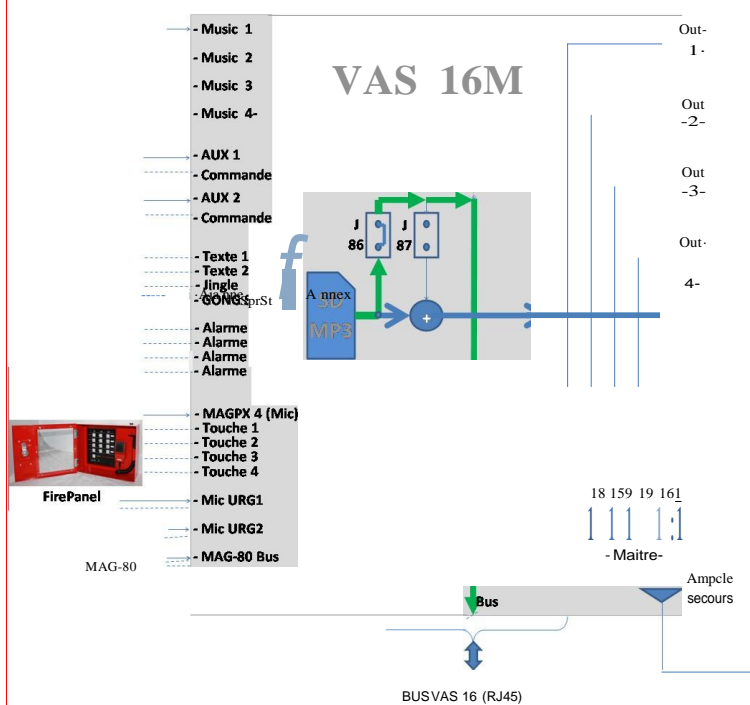 - Music 1
- Music 2
- Music 3
- Music 4-
- AUX 1
- Commande
- AUX 2
- Commande
- Texte 1
- Texte 2
- Jingle
- GONG
- Alarme
- Alarme
- Alarme
- Alarme
- MAGPX 4 (Mic)
- Touche 1
- Touche 2
- Touche 3
- Touche 4
- Mic URG1
- Mic URG2
- MAG-80 Bus
FirePanel
MAG-80
VAS 16M
J
86
J
87
f
A nnex
MP3
+
Out-
1 ·
Out
-2-
Out
-3-
Out·
4-
18 159 19 161
- Maitre-
Bus
Ampcle
secours
BUSVAS 16 (RJ45)